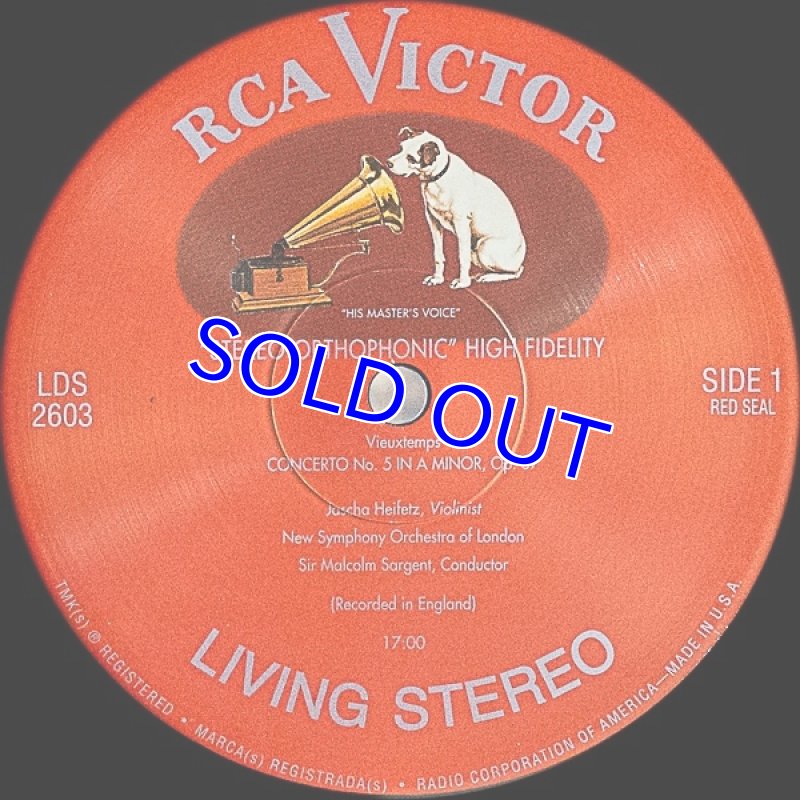 RCA VICTOR
"HIS MASTER'S VOICE"
STEREO "ORTHOPHONIC" HIGH FIDELITY
LDS
2603
SIDE 1
RED SEAL
SOLD OUT
Vieuxtemps
CONCERTO No. 5 IN A MINOR, Op.
Jascha Heifetz, Violinist
New Symphony Orchestra of London
Sir Malcolm Sargent, Conductor
(Recorded in England)
17:00
LIVING STEREO
TMK(s) ® REGISTERED • MARCA(s) REGISTRADA(s) • RADIO CORPORATION OF AMERICA—MADE IN U.S.A.